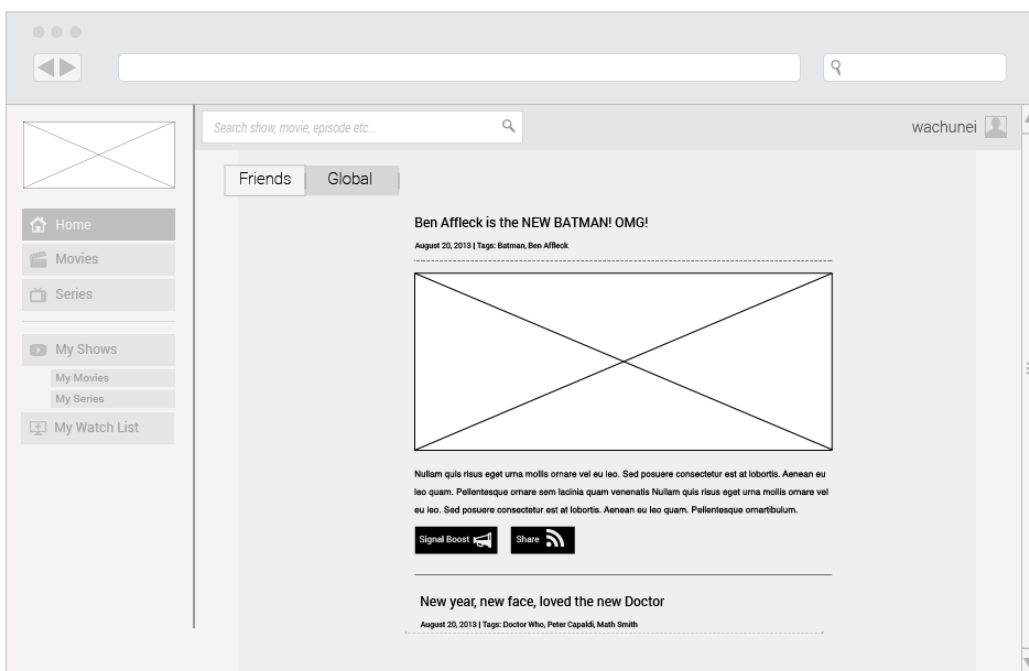 Search show, movie, episode etc...
wachunei
Home
Movies
Series
My Shows
My Movies
My Series
My Watch List
Friends
Global
Ben Affleck is the NEW BATMAN! OMG!
August 20, 2013 | Tags: Batman, Ben Affleck
Nullam quis risus eget urna mollis ornare vel eu leo. Sed posuere consectetur est at lobortis. Aenean eu
leo quam. Pellentesque ornare sem lacinia quam venenatis Nullam quis risus eget urna mollis ornare vel
eu leo. Sed posuere consectetur est at lobortis. Aenean eu leo quam. Pellentesque ornartibulum.
Signal Boost
Share
New year, new face, loved the new Doctor
August 20, 2013 | Tags: Doctor Who, Peter Capaldi, Math Smith